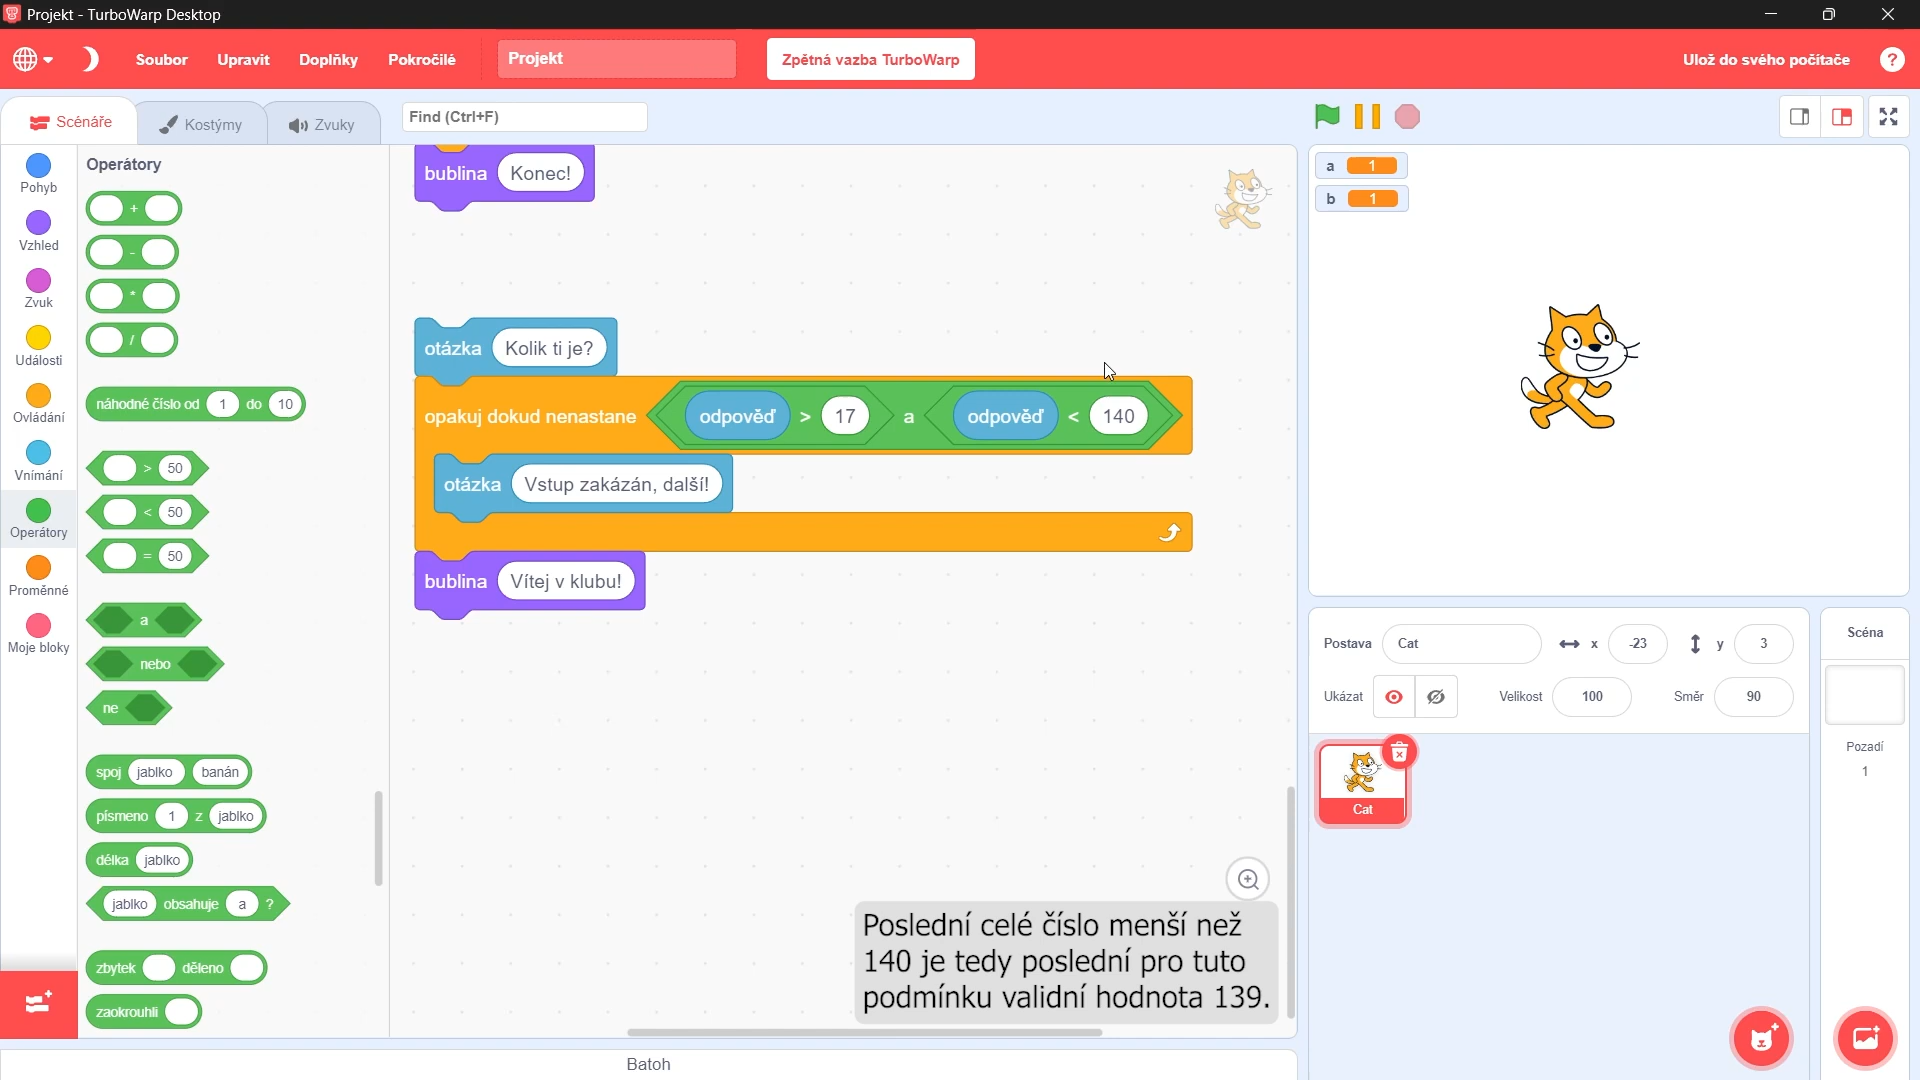 Projekt - TurboWarp Desktop
Soubor
Upravit
Doplňky
Pokročilé
Projekt
Zpětná vazba TurboWarp
Ulož do svého počítače
?
Scénáře
Kostýmy
Zvuky
Find (Ctrl+F)
Pohyb
Vzhled
Zvuk
Události
Ovládání
Vnímání
Operátory
Proměnné
Moje bloky
Operátory
+
-
*
/
náhodné číslo od 1 do 10
> 50
< 50
= 50
a
nebo
ne
spoj jablko banán
písmeno 1 z jablko
délka jablko
jablko obsahuje a ?
zbytek děleno
zaokrouhli
bublina Konec!
otázka Kolik ti je?
opakuj dokud nenastane odpověď > 17 a odpověď < 140
otázka Vstup zakázán, další!
bublina Vítej v klubu!
Poslední celé číslo menší než
140 je tedy poslední pro tuto
podmínku validní hodnota 139.
Batoh
a 1
b 1
Postava Cat x -23 y 3
Ukázat Velikost 100 Směr 90
Cat
Scéna
Pozadí
1